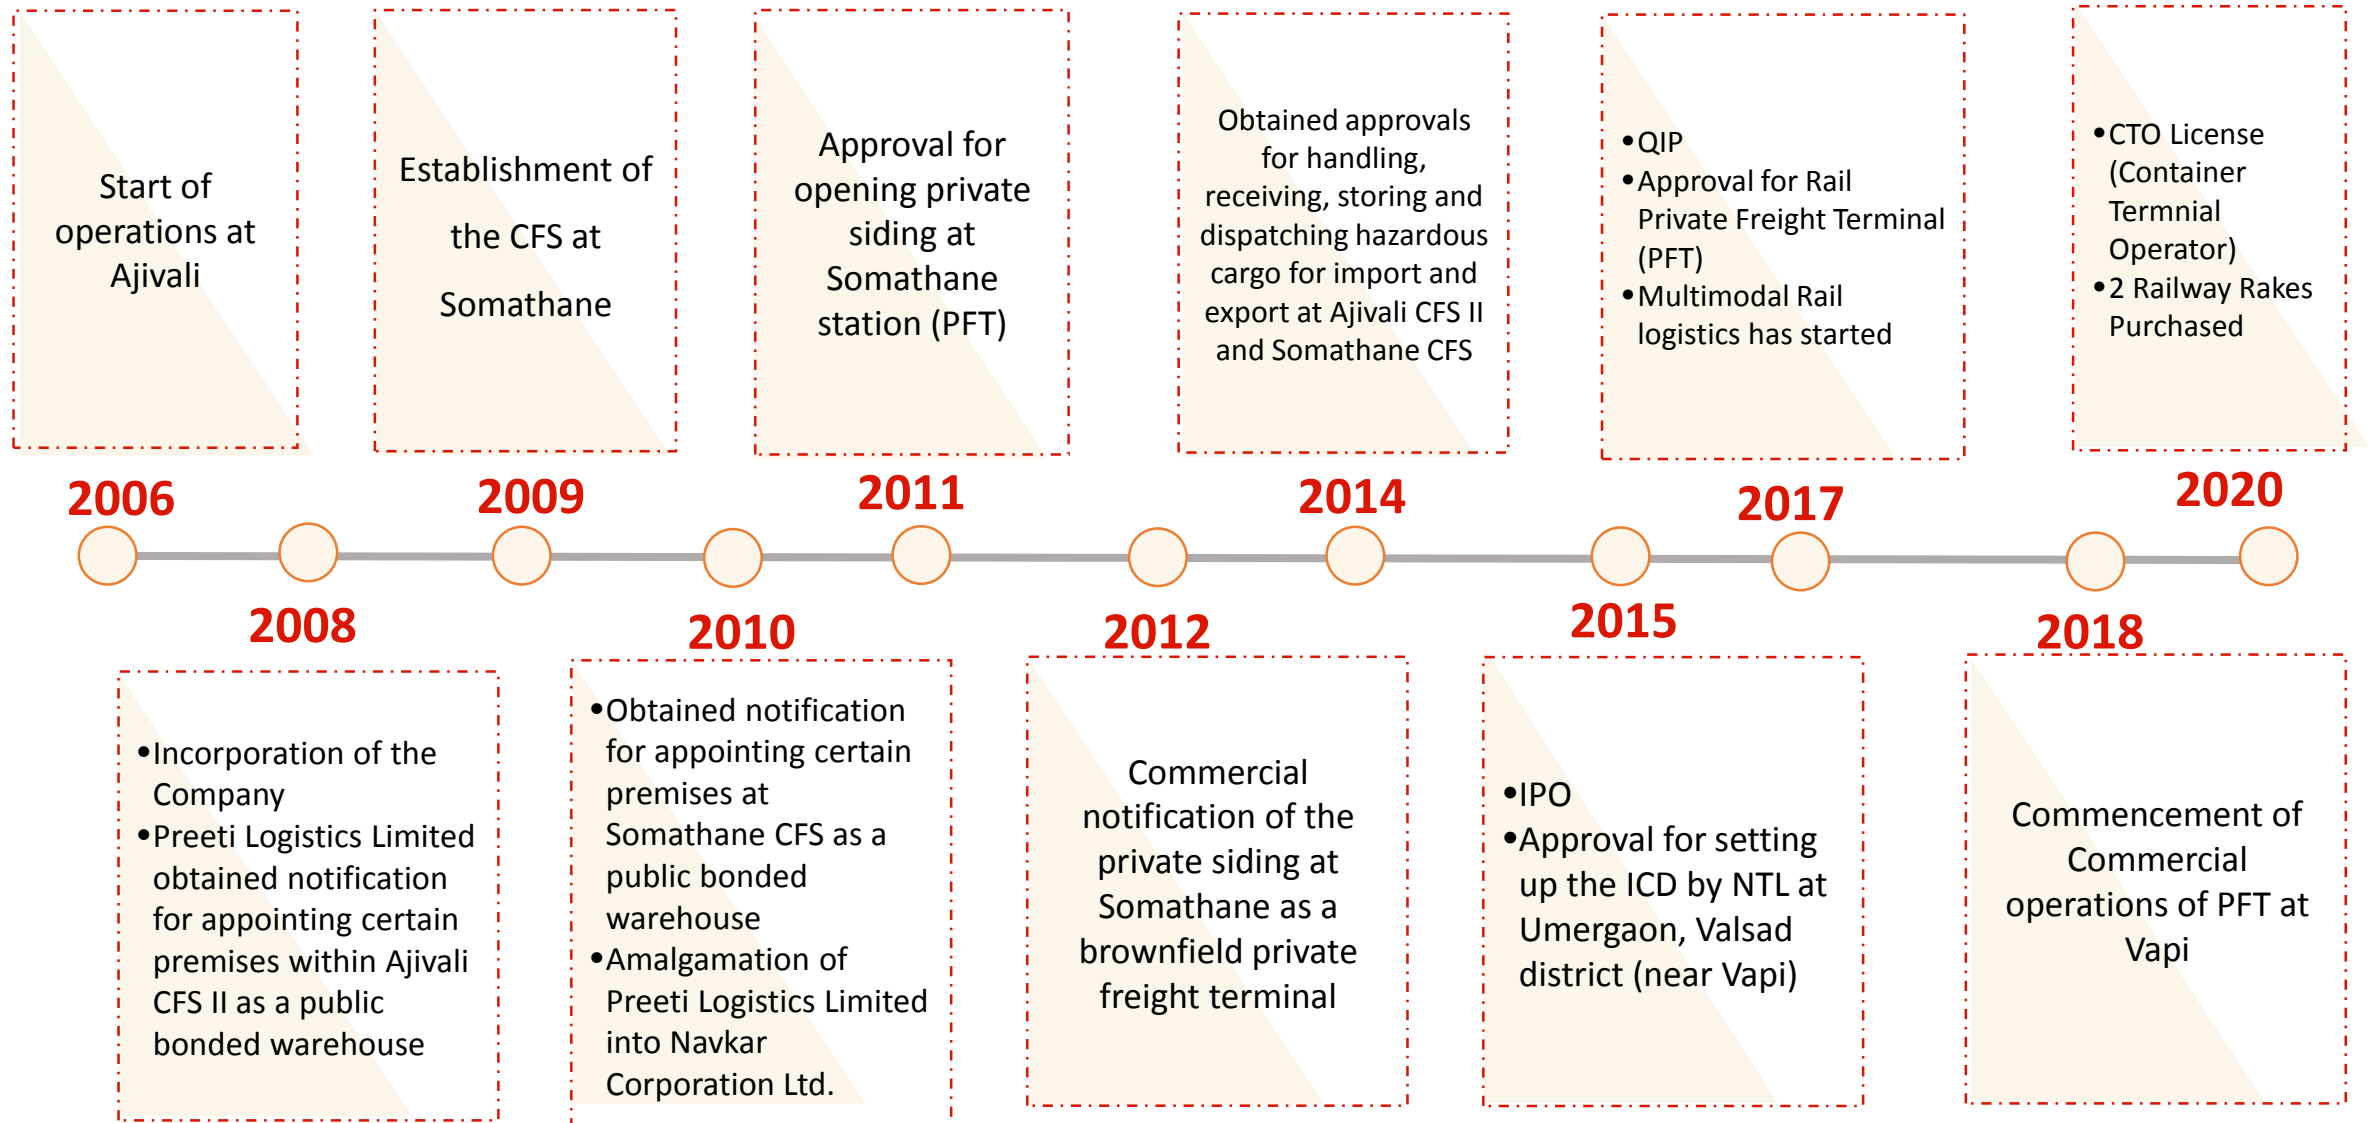 Start of
operations at
Ajivali
Establishment of
the CFS at
Somathane
Approval for
opening private
siding at
Somathane
station (PFT)
Obtained approvals
for handling,
receiving, storing and
dispatching hazardous
cargo for import and
export at Ajivali CFS II
and Somathane CFS
•QIP
•Approval for Rail
Private Freight Terminal
(PFT)
•Multimodal Rail
logistics has started
•CTO License
(Container
Termnial
Operator)
•2 Railway Rakes
Purchased
2006
2009
2011
2014
2017
2020
2008
2010
2012
2015
2018
•Incorporation of the
Company
•Preeti Logistics Limited
obtained notification
for appointing certain
premises within Ajivali
CFS II as a public
bonded warehouse
•Obtained notification
for appointing certain
premises at
Somathane CFS as a
public bonded
warehouse
•Amalgamation of
Preeti Logistics Limited
into Navkar
Corporation Ltd.
Commercial
notification of the
private siding at
Somathane as a
brownfield private
freight terminal
•IPO
•Approval for setting
up the ICD by NTL at
Umergaon, Valsad
district (near Vapi)
Commencement of
Commercial
operations of PFT at
Vapi